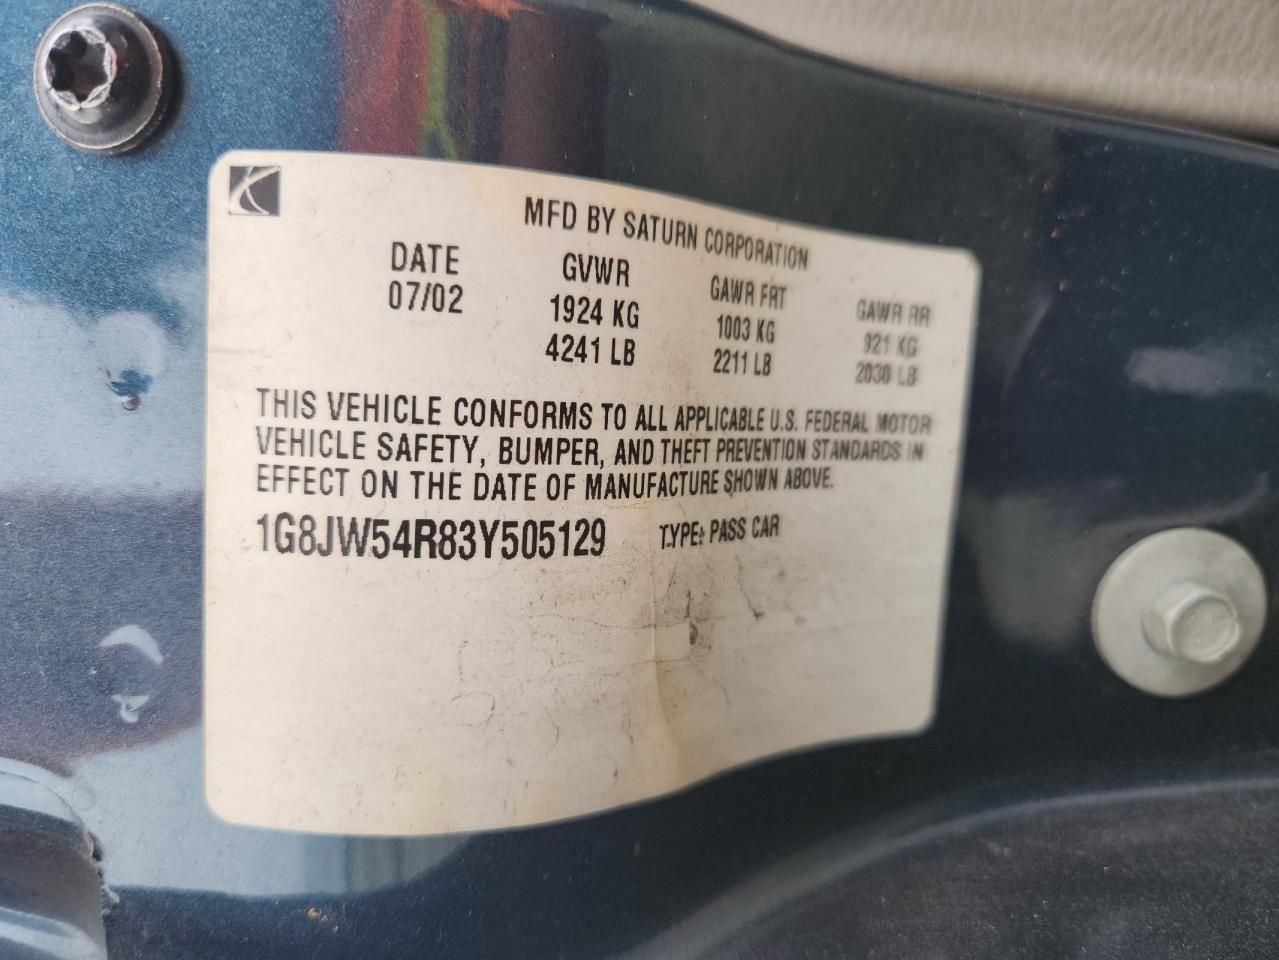 MFD BY SATURN CORPORATION
DATE GVWR GAWR FRT GAWR RR
07/02 1924 KG 1003 KG 921 KG
4241 LB 2211 LB 2030 LB
THIS VEHICLE CONFORMS TO ALL APPLICABLE U.S. FEDERAL MOTOR
VEHICLE SAFETY, BUMPER, AND THEFT PREVENTION STANDARDS IN
EFFECT ON THE DATE OF MANUFACTURE SHOWN ABOVE.
1G8JW54R83Y505129 TYPE: PASS CAR